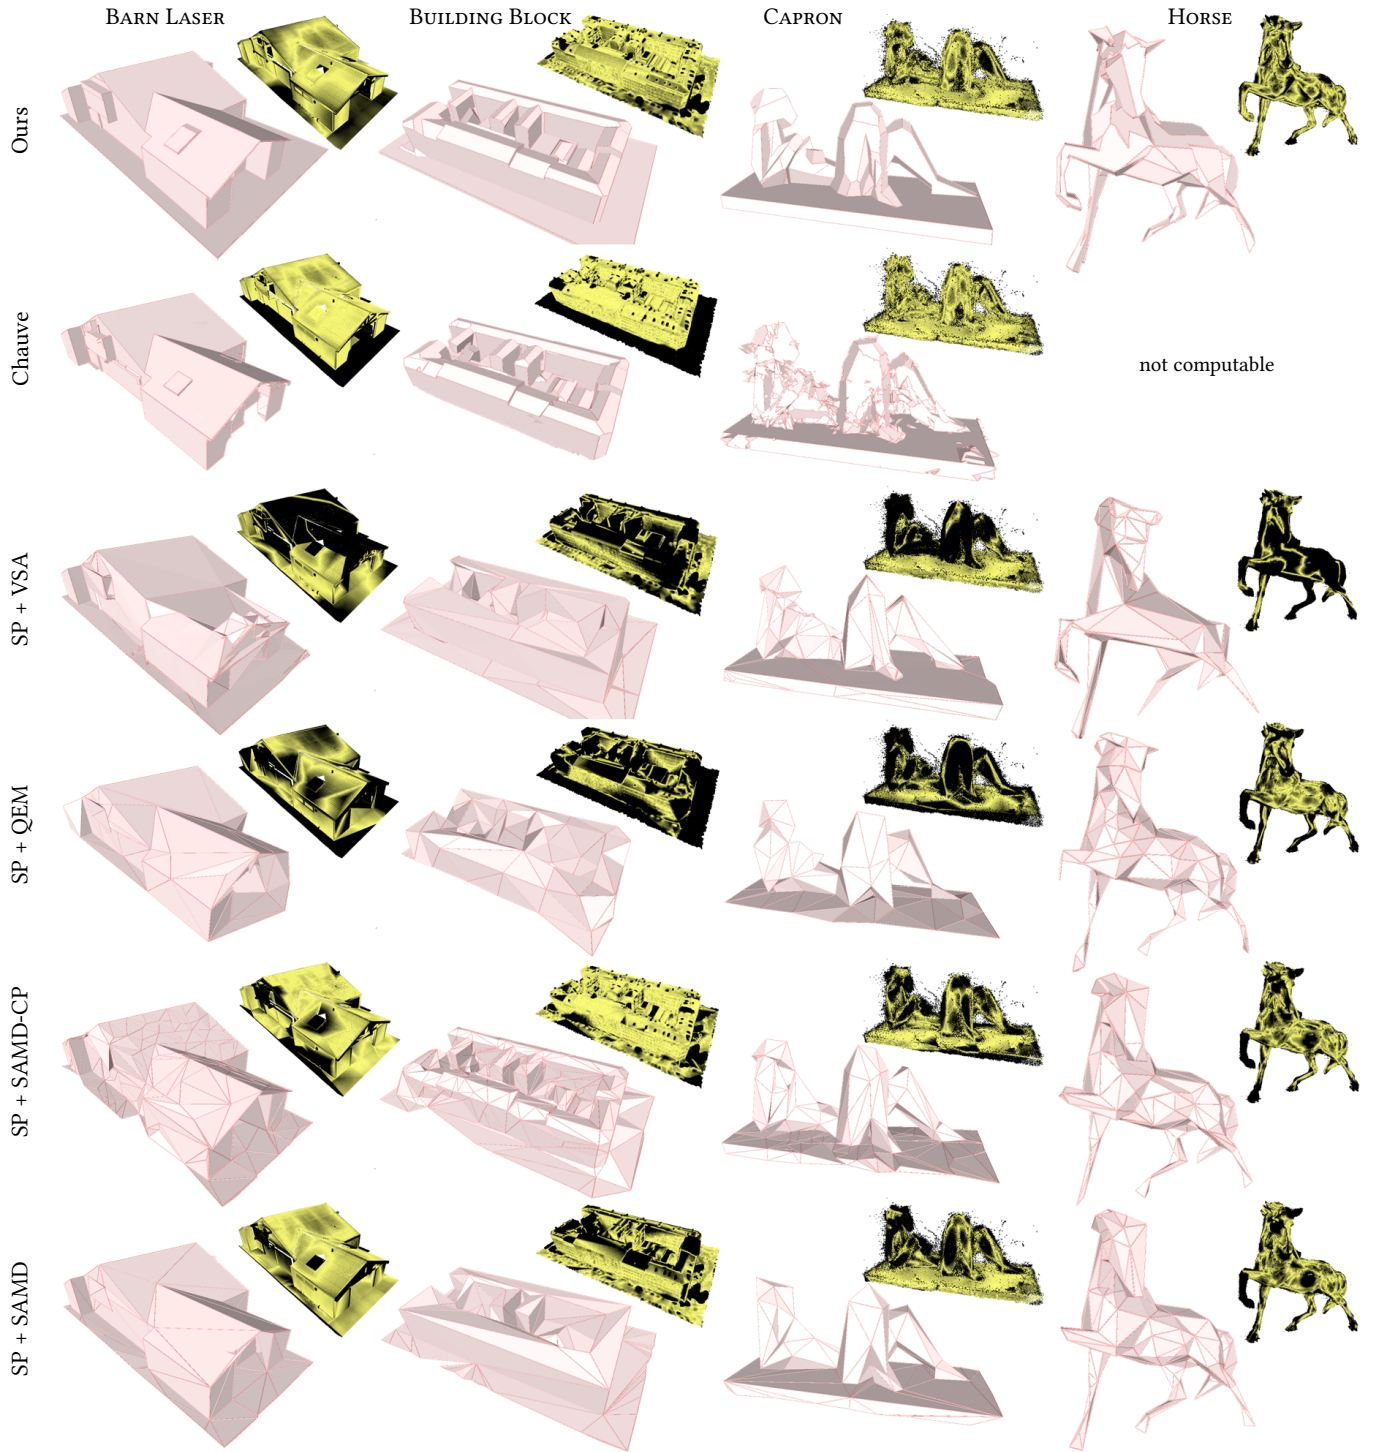 Barn Laser
Building Block
Capron
Horse
Ours
Chauve
not computable
SP + VSA
SP + QEM
SP + SAMD-CP
SP + SAMD